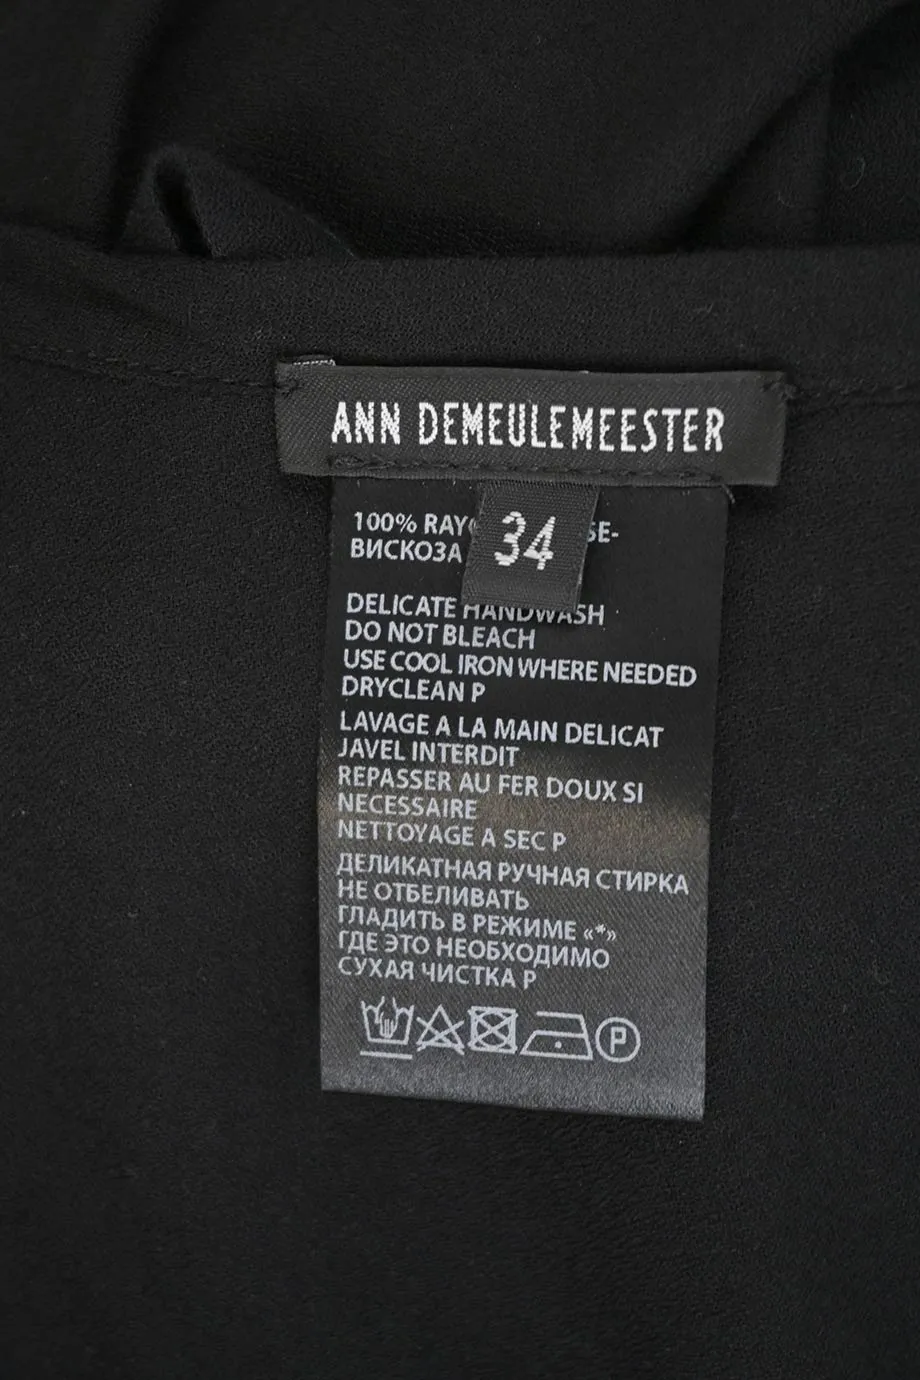 ANN DEMEULEMEESTER
34
100%
ВИСКОЗА
DELICATE HANDWASH
DO NOT BLEACH
USE COOL IRON WHERE NEEDED
DRYCLEAN P
LAVAGE A LA MAIN DELICAT
JAVEL INTERDIT
REPASSER AU FER DOUX SI
NECESSAIRE
NETTOYAGE A SEC P
ДЕЛИКАТНАЯ РУЧНАЯ СТИРКА
НЕ ОТБЕЛИВАТЬ
ГЛАДИТЬ В РЕЖИМЕ «*»
ГДЕ ЭТО НЕОБХОДИМО
СУХАЯ ЧИСТКА P
P